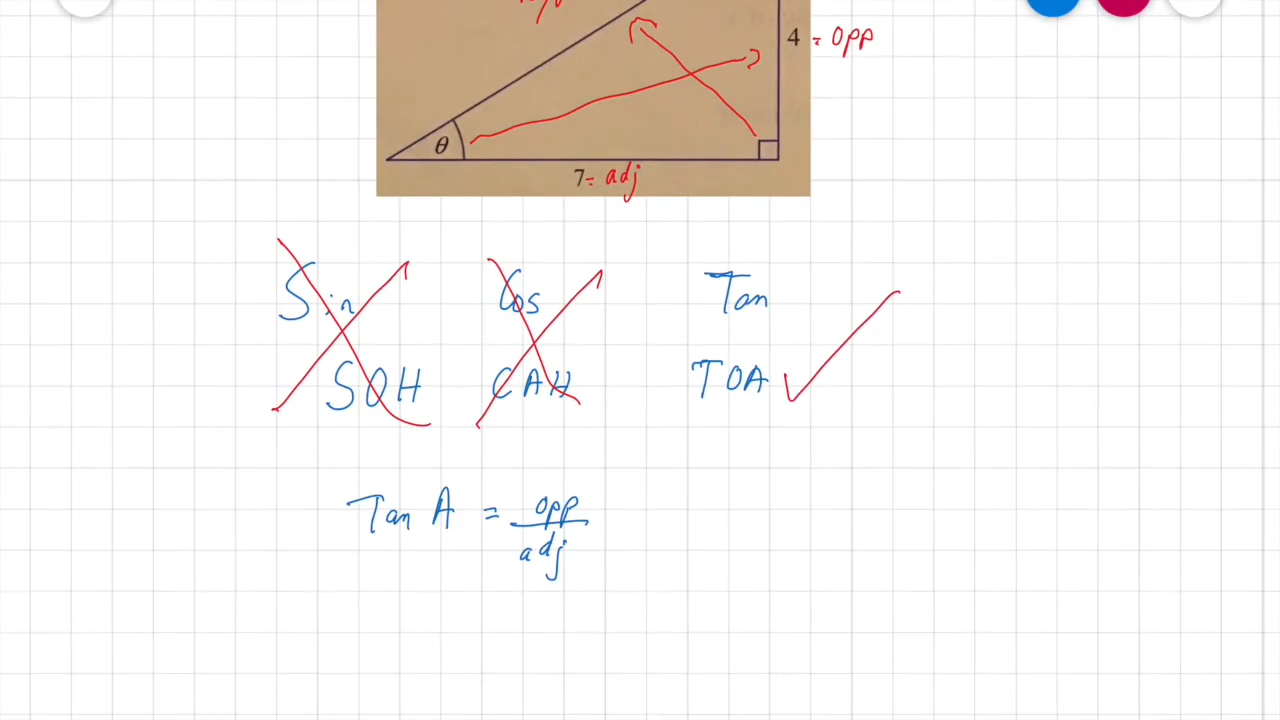 4 = opp
θ
7 = adj
Sin Cos Tan
SOH CAH TOA
Tan A = opp
adj